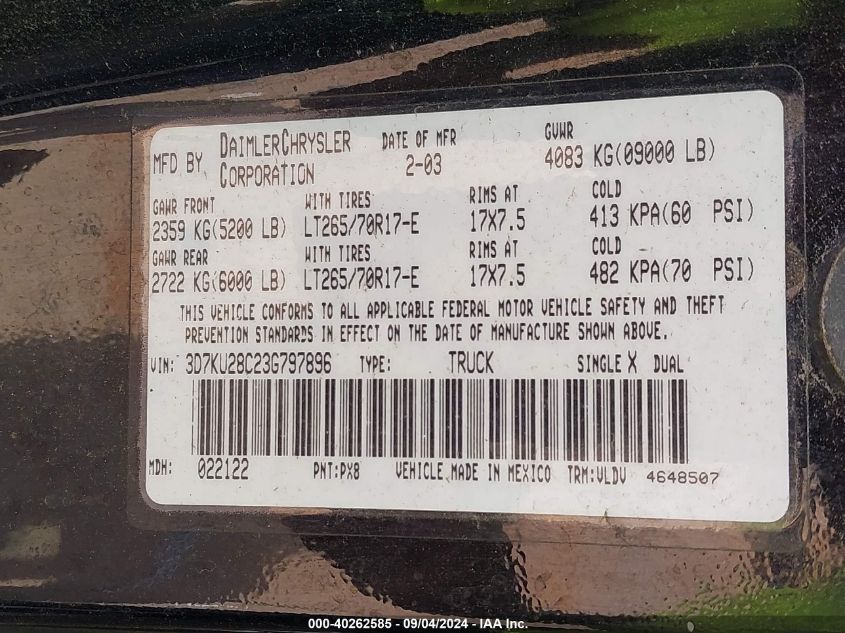 MFD BY DAIMLERCHRYSLER CORPORATION DATE OF MFR 2-03 GVWR 4083 KG(09000 LB)
GAWR FRONT WITH TIRES RIMS AT COLD
2359 KG(5200 LB) LT265/70R17-E 17X7.5 413 KPA(60 PSI)
GAWR REAR WITH TIRES RIMS AT COLD
2722 KG(6000 LB) LT265/70R17-E 17X7.5 482 KPA(70 PSI)
THIS VEHICLE CONFORMS TO ALL APPLICABLE FEDERAL MOTOR VEHICLE SAFETY AND THEFT
PREVENTION STANDARDS IN EFFECT ON THE DATE OF MANUFACTURE SHOWN ABOVE.
VIN: 3D7KU28C23G797896 TYPE: TRUCK SINGLE X DUAL
MDH: 022122 PNT:PX8 VEHICLE MADE IN MEXICO TRM:VLDV 4648507
000-40262585 - 09/04/2024 - IAA Inc.